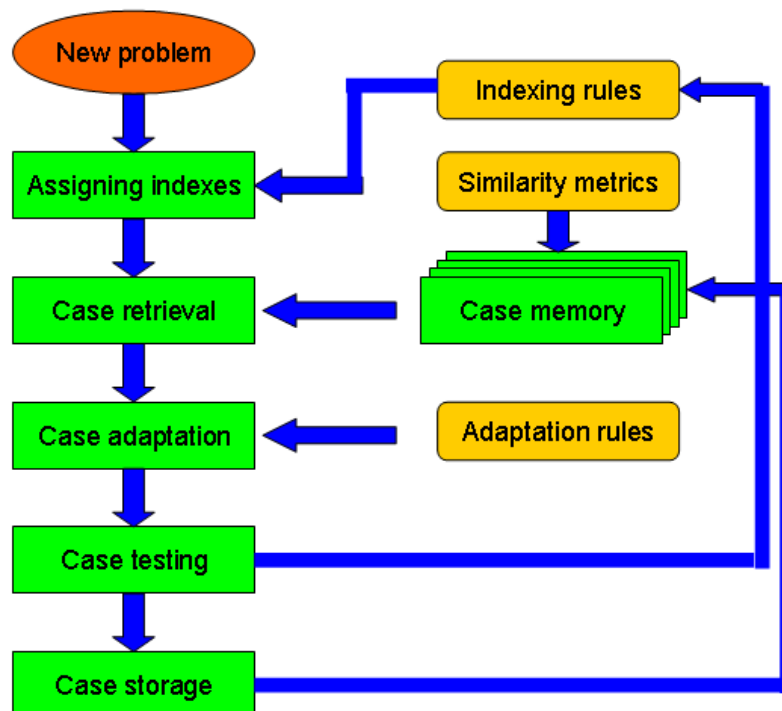 New problem
Indexing rules
Assigning indexes
Similarity metrics
Case retrieval
Case memory
Case adaptation
Adaptation rules
Case testing
Case storage